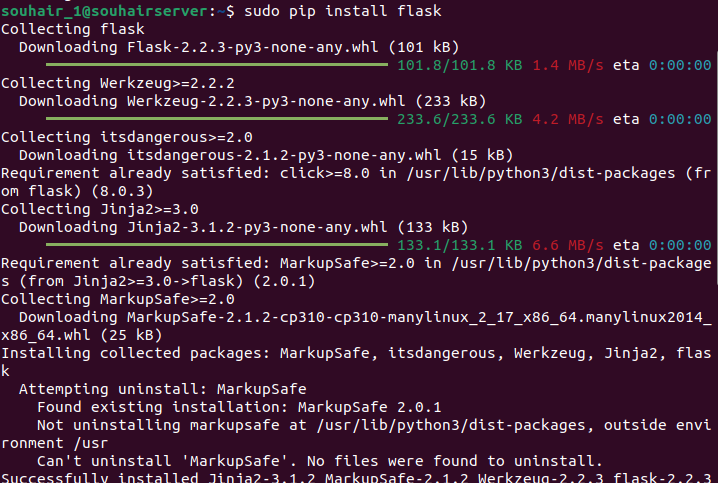 souhair_1@souhairserver:~$ sudo pip install flask
Collecting flask
  Downloading Flask-2.2.3-py3-none-any.whl (101 kB)
101.8/101.8 KB 1.4 MB/s eta 0:00:00
Collecting Werkzeug>=2.2.2
  Downloading Werkzeug-2.2.3-py3-none-any.whl (233 kB)
233.6/233.6 KB 4.2 MB/s eta 0:00:00
Collecting itsdangerous>=2.0
  Downloading itsdangerous-2.1.2-py3-none-any.whl (15 kB)
Requirement already satisfied: click>=8.0 in /usr/lib/python3/dist-packages (fr
om flask) (8.0.3)
Collecting Jinja2>=3.0
  Downloading Jinja2-3.1.2-py3-none-any.whl (133 kB)
133.1/133.1 KB 6.6 MB/s eta 0:00:00
Requirement already satisfied: MarkupSafe>=2.0 in /usr/lib/python3/dist-package
s (from Jinja2>=3.0->flask) (2.0.1)
Collecting MarkupSafe>=2.0
  Downloading MarkupSafe-2.1.2-cp310-cp310-manylinux_2_17_x86_64.manylinux2014_
x86_64.whl (25 kB)
Installing collected packages: MarkupSafe, itsdangerous, Werkzeug, Jinja2, flas
k
  Attempting uninstall: MarkupSafe
    Found existing installation: MarkupSafe 2.0.1
    Not uninstalling markupsafe at /usr/lib/python3/dist-packages, outside envi
ronment /usr
    Can't uninstall 'MarkupSafe'. No files were found to uninstall.
Successfully installed Jinja2-3.1.2 MarkupSafe-2.1.2 Werkzeug-2.2.3 flask-2.2.3